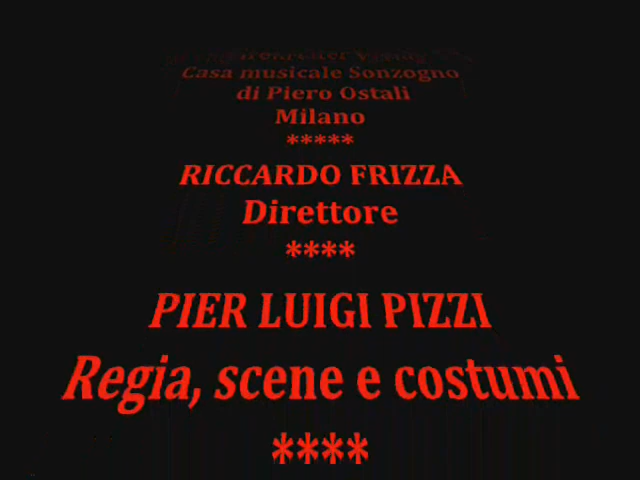 Casa musicale Sonzogno
di Piero Ostali
Milano
*****
RICCARDO FRIZZA
Direttore
****
PIER LUIGI PIZZI
Regia, scene e costumi
****